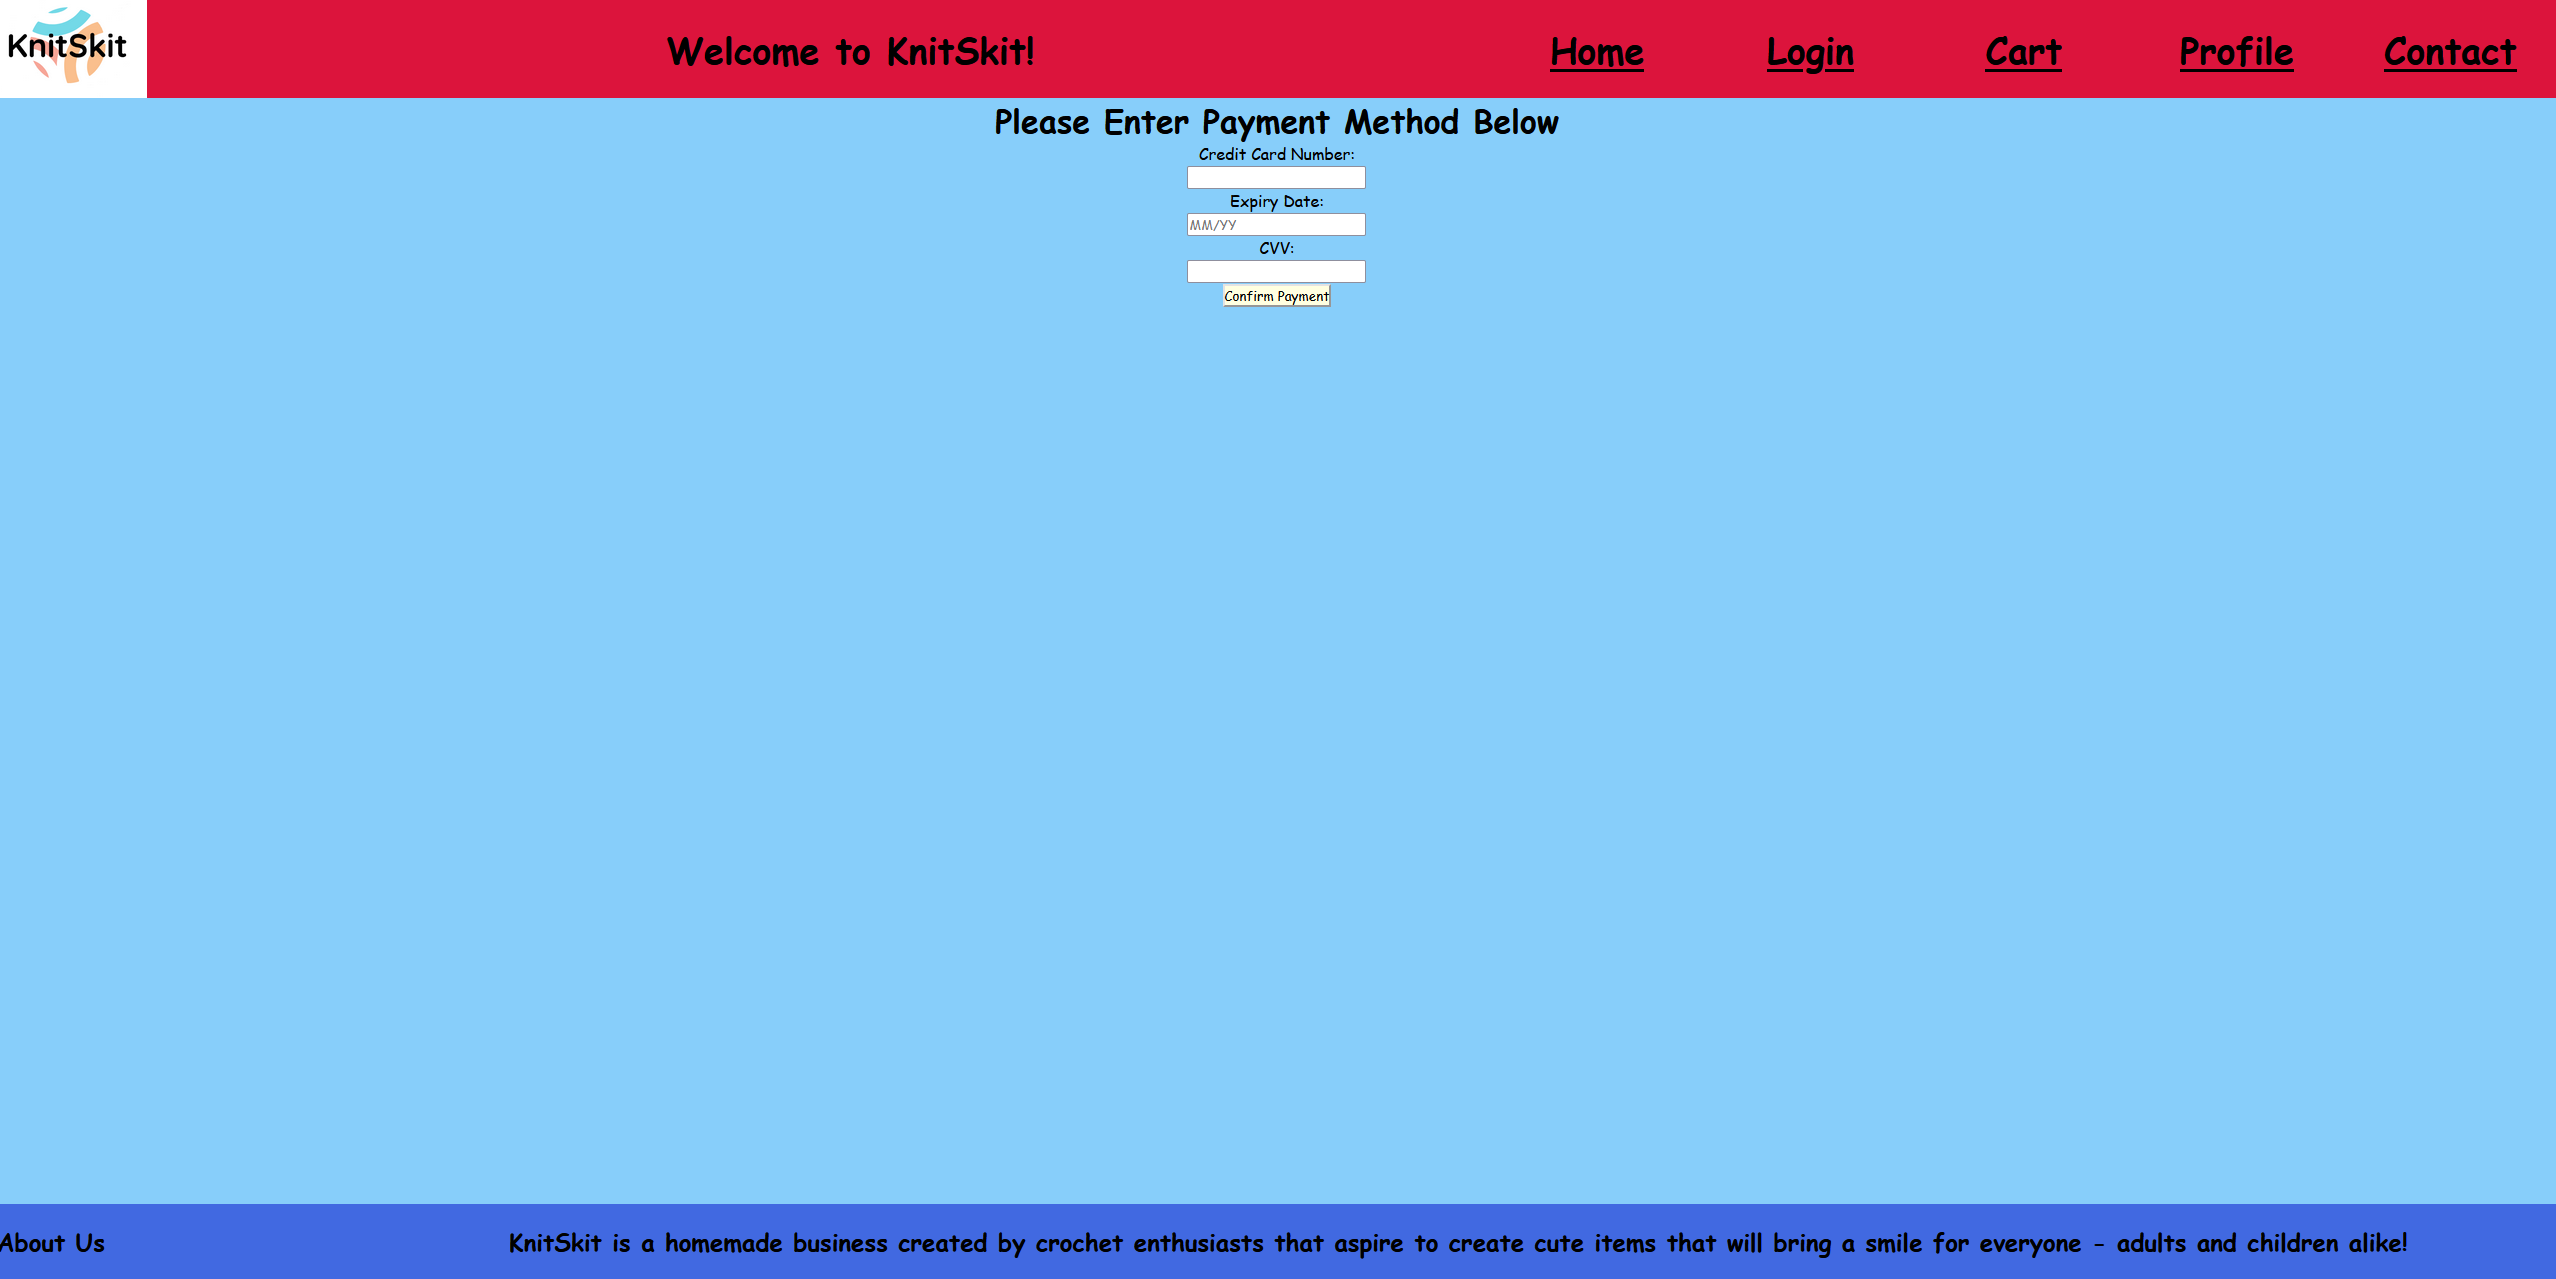 KnitSkit
Welcome to KnitSkit!
Home
Login
Cart
Profile
Contact
Please Enter Payment Method Below
Credit Card Number:
Expiry Date:
MM/YY
CVV:
Confirm Payment
About Us
KnitSkit is a homemade business created by crochet enthusiasts that aspire to create cute items that will bring a smile for everyone - adults and children alike!